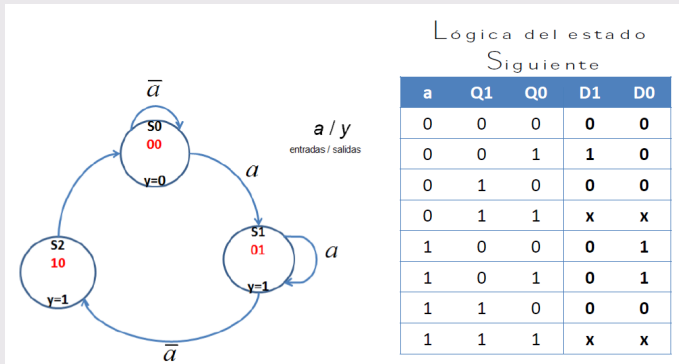 Lógica del estado
Siguiente
a Q1 Q0 D1 D0
0 0 0 0 0
0 0 1 1 0
0 1 0 0 0
0 1 1 x x
1 0 0 0 1
1 0 1 0 1
1 1 0 0 0
1 1 1 x x
a̅
S0
00
y=0
a / y
entradas / salidas
a
S1
01
y=1
a
S2
10
y=1
a̅